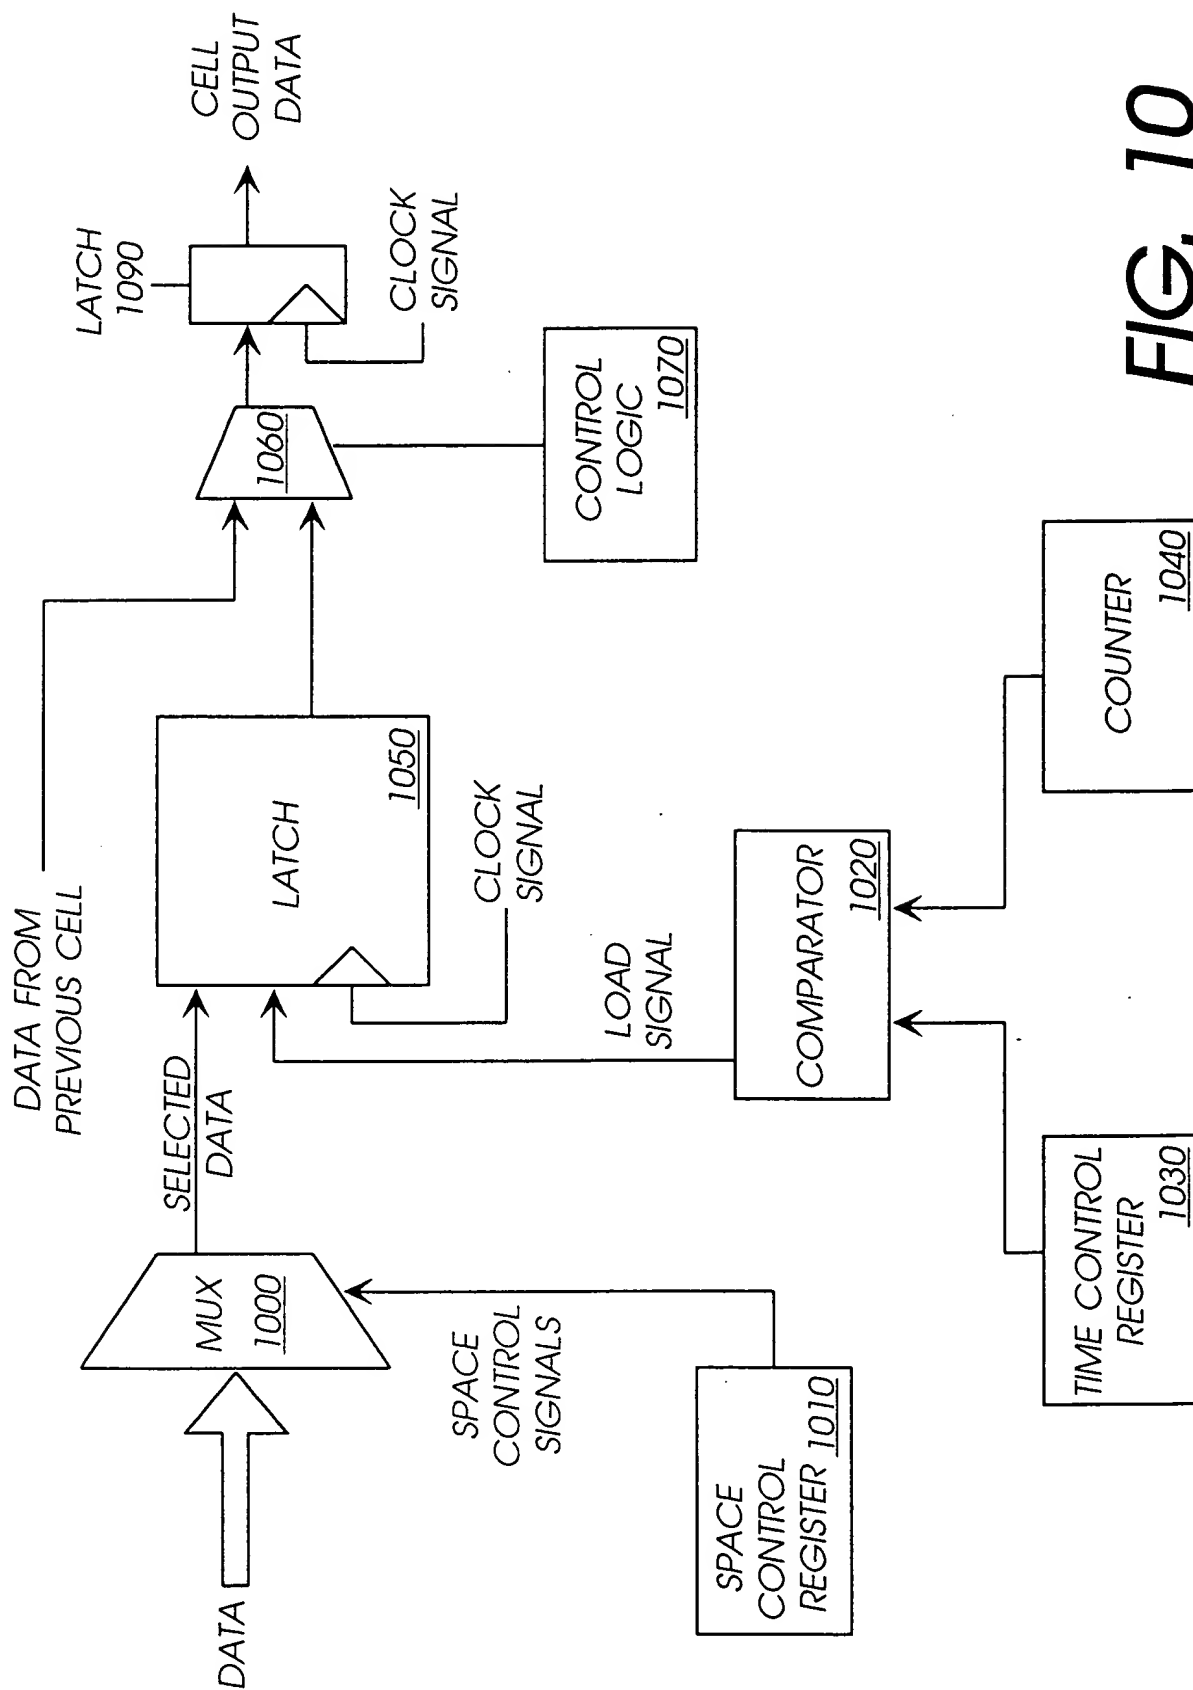 DATA
MUX
1000
SELECTED
DATA
SPACE
CONTROL
SIGNALS
SPACE
CONTROL
REGISTER 1010
DATA FROM
PREVIOUS CELL
LATCH
1050
CLOCK
SIGNAL
LOAD
SIGNAL
COMPARATOR
1020
TIME CONTROL
REGISTER
1030
COUNTER
1040
1060
CONTROL
LOGIC
1070
LATCH
1090
CLOCK
SIGNAL
CELL
OUTPUT
DATA
FIG. 10